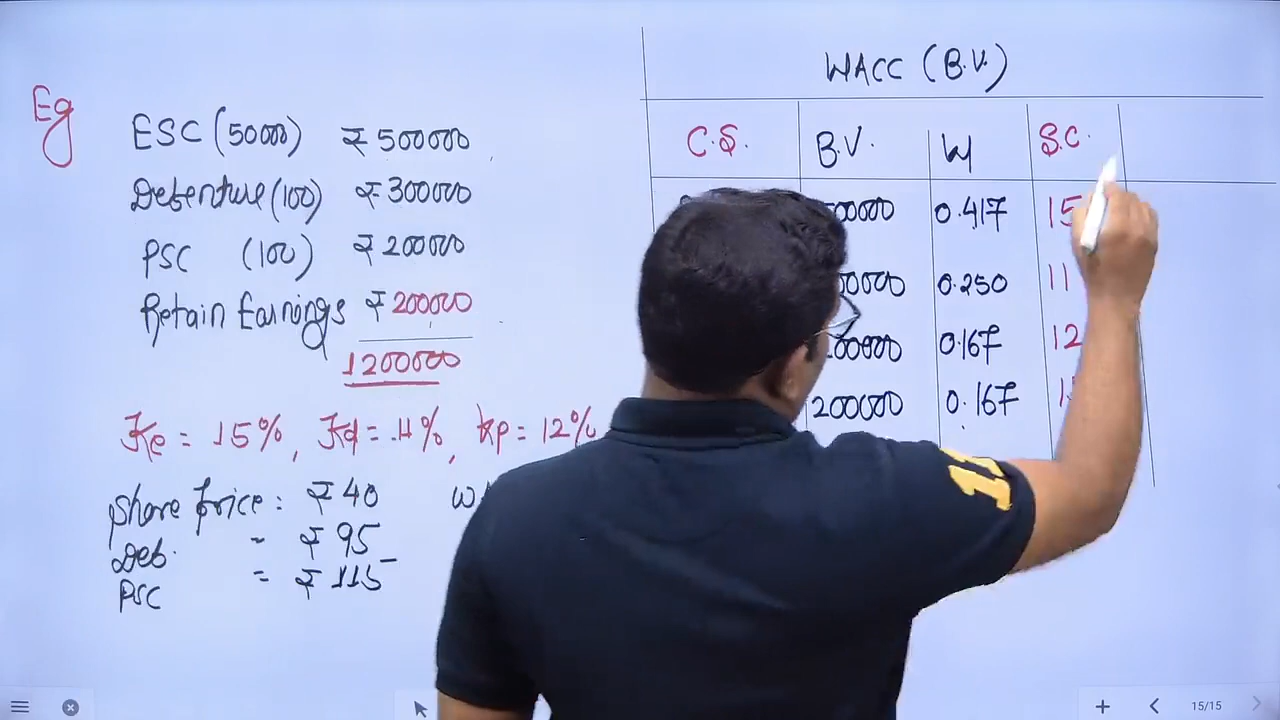 Eg
ESC (50000) ₹ 500000
Debenture (100) ₹ 300000
PSC (100) ₹ 200000
Retain Earnings ₹ 200000
1200000
Ke = 15%, Kd = 11%, Kp = 12%
Share Price : ₹ 40
Deb. = ₹ 95
PSC = ₹ 115
WACC (B.V.)
C.S. B.V. W S.C.
0.417 15
0.250 11
0.167 12
200000 0.167
15/15